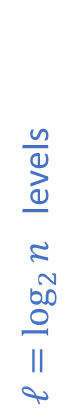 ℓ = log₂ n levels